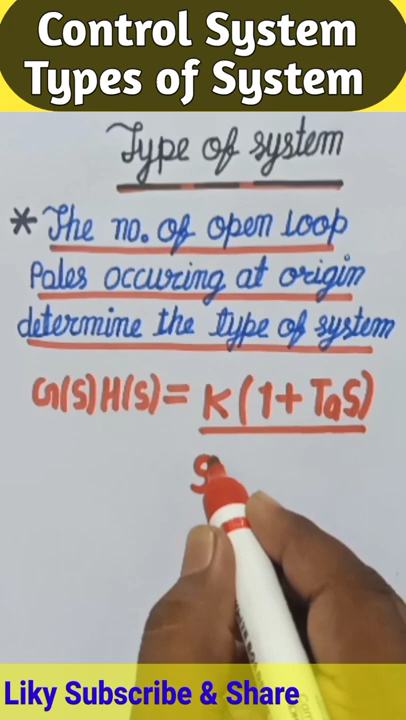 Control System
Types of System
Type of system
* The no. of open loop
Poles occuring at origin
determine the type of system
G(S)H(S) = K(1+TaS)
S
Liky Subscribe & Share